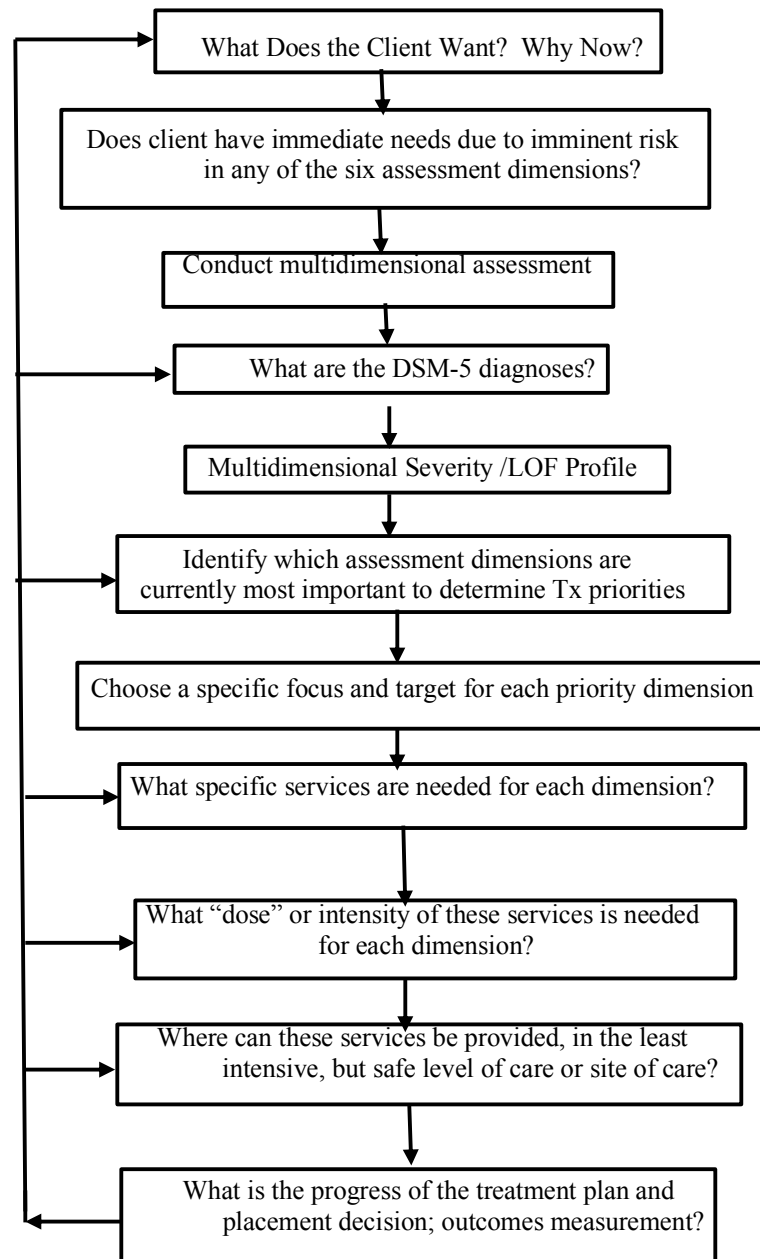 What Does the Client Want? Why Now?
Does client have immediate needs due to imminent risk
in any of the six assessment dimensions?
Conduct multidimensional assessment
What are the DSM-5 diagnoses?
Multidimensional Severity /LOF Profile
Identify which assessment dimensions are
currently most important to determine Tx priorities
Choose a specific focus and target for each priority dimension
What specific services are needed for each dimension?
What “dose” or intensity of these services is needed
for each dimension?
Where can these services be provided, in the least
intensive, but safe level of care or site of care?
What is the progress of the treatment plan and
placement decision; outcomes measurement?